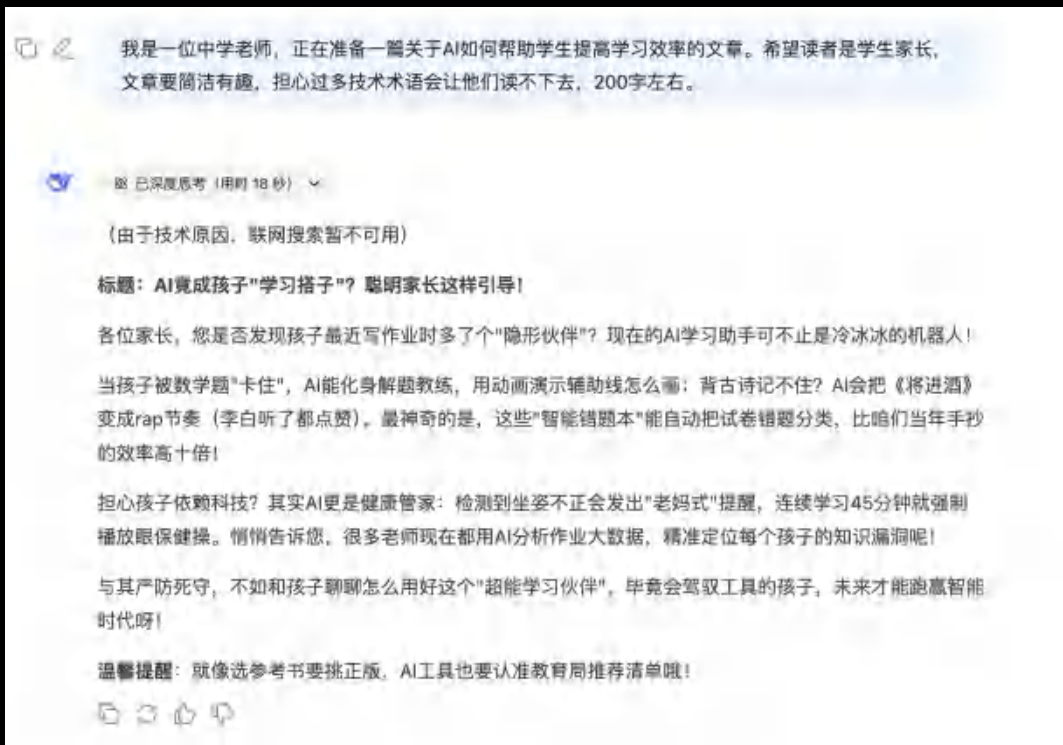 我是一位中学老师，正在准备一篇关于AI如何帮助学生提高学习效率的文章。希望读者是学生家长，
文章要简洁有趣，担心过多技术术语会让他们读不下去，200字左右。
已深度思考（用时 18 秒）
（由于技术原因，联网搜索暂不可用）
标题：AI竟成孩子"学习搭子"？聪明家长这样引导！
各位家长，您是否发现孩子最近写作业时多了个"隐形伙伴"？现在的AI学习助手可不止是冷冰冰的机器人！
当孩子被数学题"卡住"，AI能化身解题教练，用动画演示辅助线怎么画；背古诗记不住？AI会把《将进酒》
变成rap节奏（李白听了都点赞）。最神奇的是，这些"智能错题本"能自动把试卷错题分类，比咱们当年手抄
的效率高十倍！
担心孩子依赖科技？其实AI更是健康管家：检测到坐姿不正会发出"老妈式"提醒，连续学习45分钟就强制
播放眼保健操。悄悄告诉您，很多老师现在都用AI分析作业大数据，精准定位每个孩子的知识漏洞呢！
与其严防死守，不如和孩子聊聊怎么用好这个"超能学习伙伴"，毕竟会驾驭工具的孩子，未来才能跑赢智能
时代呀！
温馨提醒：就像选参考书要挑正版，AI工具也要认准教育局推荐清单哦！